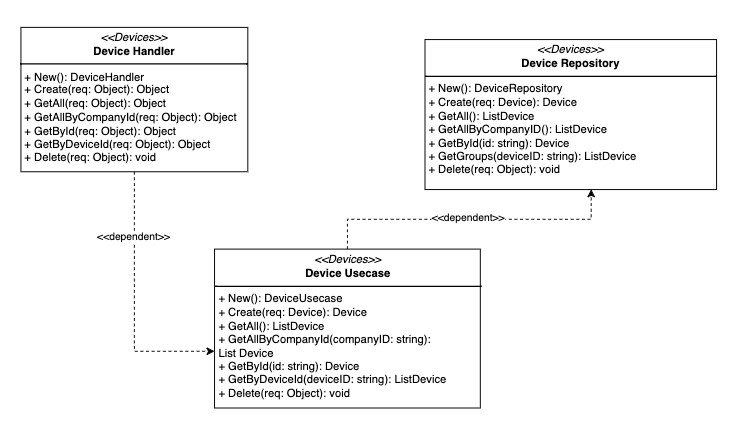 <<Devices>>
Device Handler
+ New(): DeviceHandler
+ Create(req: Object): Object
+ GetAll(req: Object): Object
+ GetAllByCompanyId(req: Object): Object
+ GetById(req: Object): Object
+ GetByDeviceId(req: Object): Object
+ Delete(req: Object): void
<<Devices>>
Device Repository
+ New(): DeviceRepository
+ Create(req: Device): Device
+ GetAll(): ListDevice
+ GetAllByCompanyID(): ListDevice
+ GetById(id: string): Device
+ GetGroups(deviceID: string): ListDevice
+ Delete(req: Object): void
<<dependent>>
<<dependent>>
<<Devices>>
Device Usecase
+ New(): DeviceUsecase
+ Create(req: Device): Device
+ GetAll(): ListDevice
+ GetAllByCompanyId(companyID: string):
List Device
+ GetById(id: string): Device
+ GetByDeviceId(deviceID: string): ListDevice
+ Delete(req: Object): void